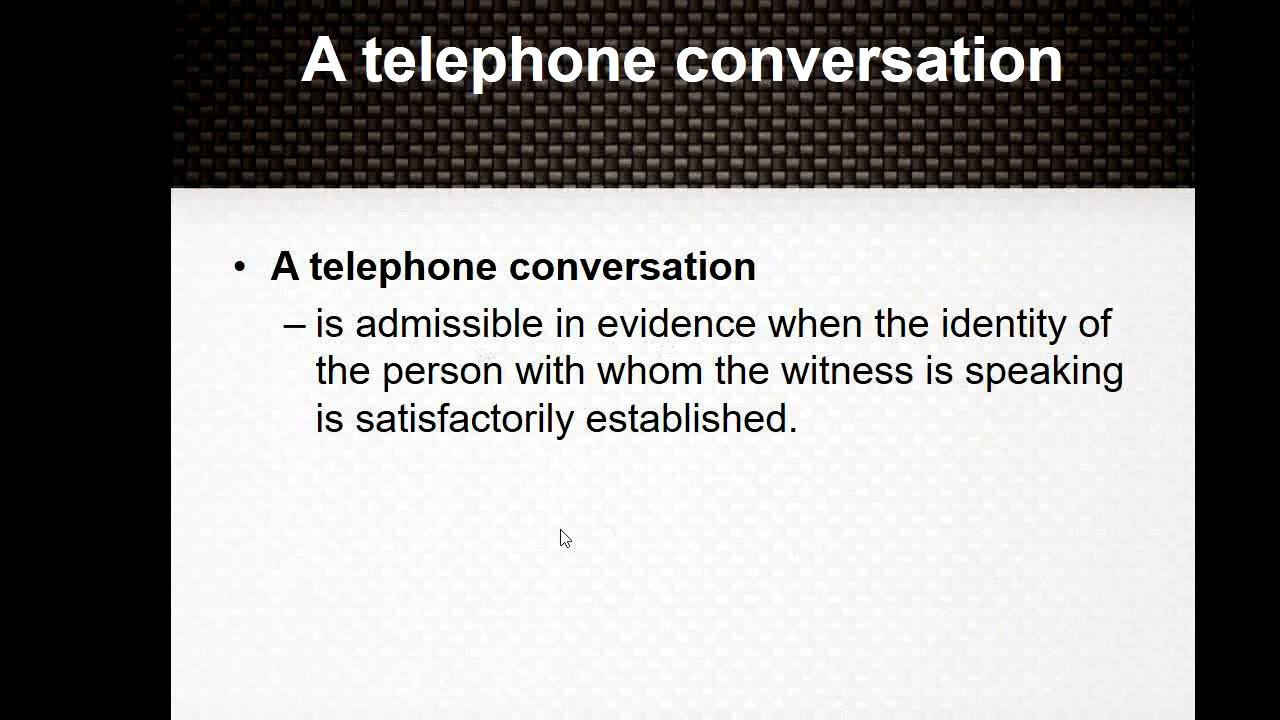 A telephone conversation
• A telephone conversation
– is admissible in evidence when the identity of
the person with whom the witness is speaking
is satisfactorily established.